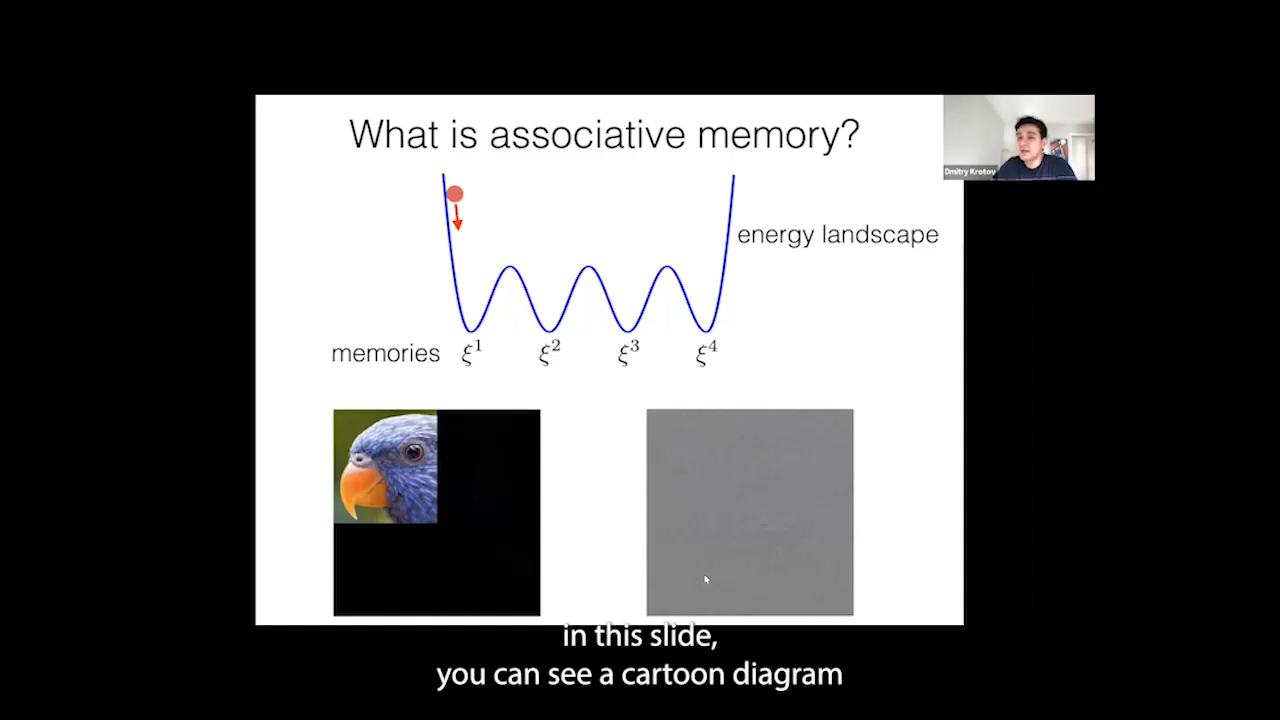 What is associative memory?
Dmitry Krotov
energy landscape
memories ξ¹ ξ² ξ³ ξ⁴
in this slide,
you can see a cartoon diagram